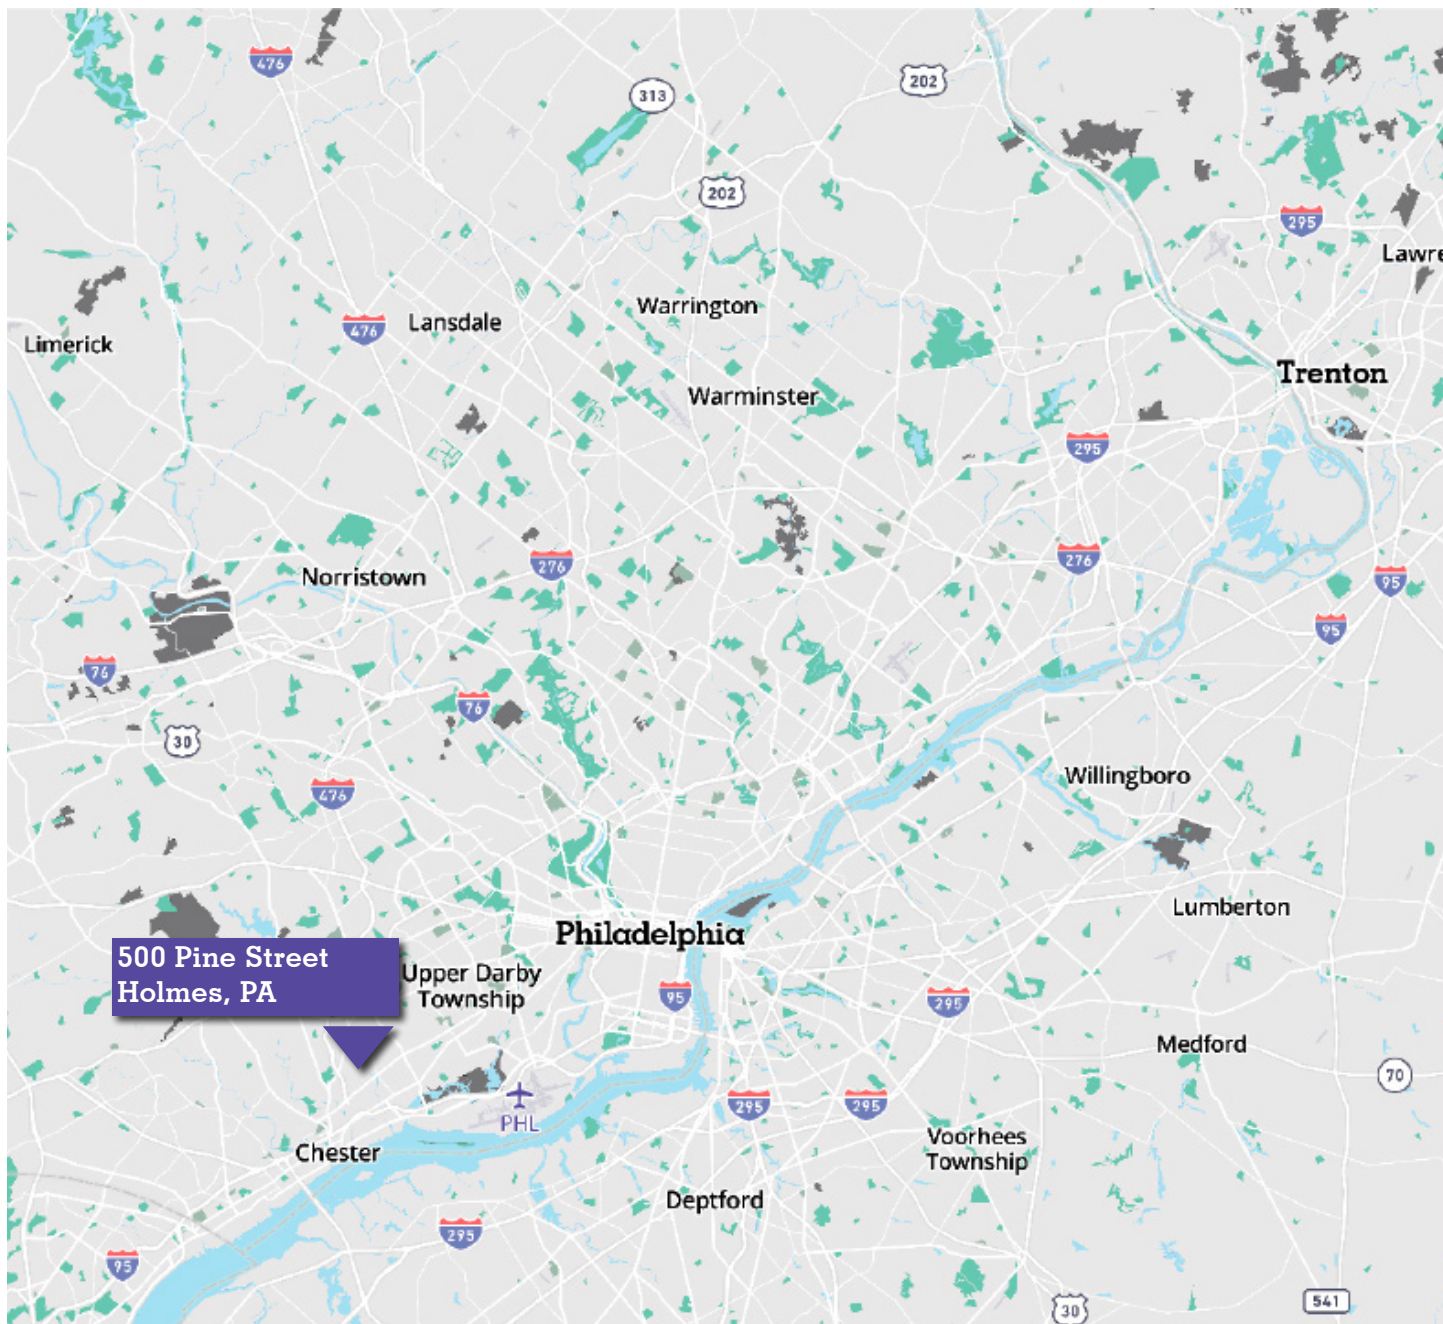 476
313
202
202
295
Lawre
Warrington
Lansdale
476
Limerick
Trenton
Warminster
295
276
276
Norristown
95
95
76
76
30
Willingboro
476
Lumberton
Philadelphia
500 Pine Street
Holmes, PA
Upper Darby
Township
95
295
Medford
70
295
295
PHL
Voorhees
Township
Chester
Deptford
295
95
541
30